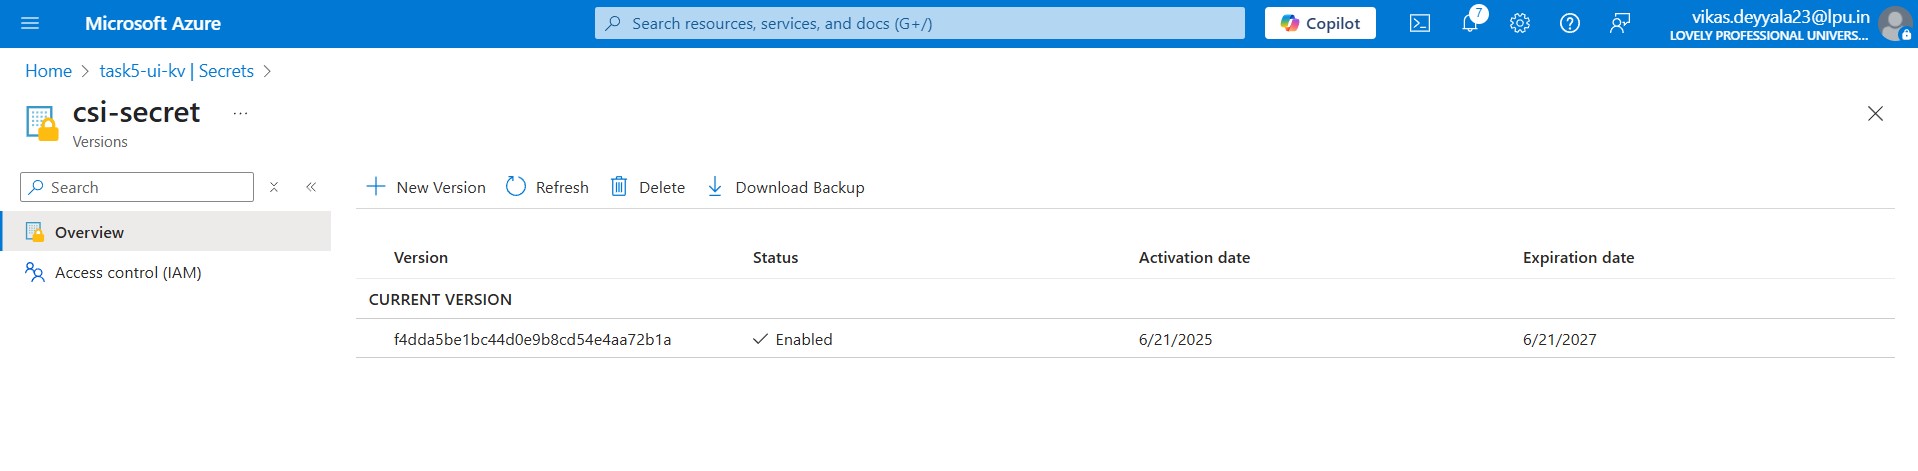 Microsoft Azure
Search resources, services, and docs (G+/)
Copilot
7
vikas.deyyala23@lpu.in
LOVELY PROFESSIONAL UNIVERS...
Home > task5-ui-kv | Secrets >
csi-secret ...
Versions
Search
Overview
Access control (IAM)
New Version Refresh Delete Download Backup
Version Status Activation date Expiration date
CURRENT VERSION
f4dda5be1bc44d0e9b8cd54e4aa72b1a Enabled 6/21/2025 6/21/2027